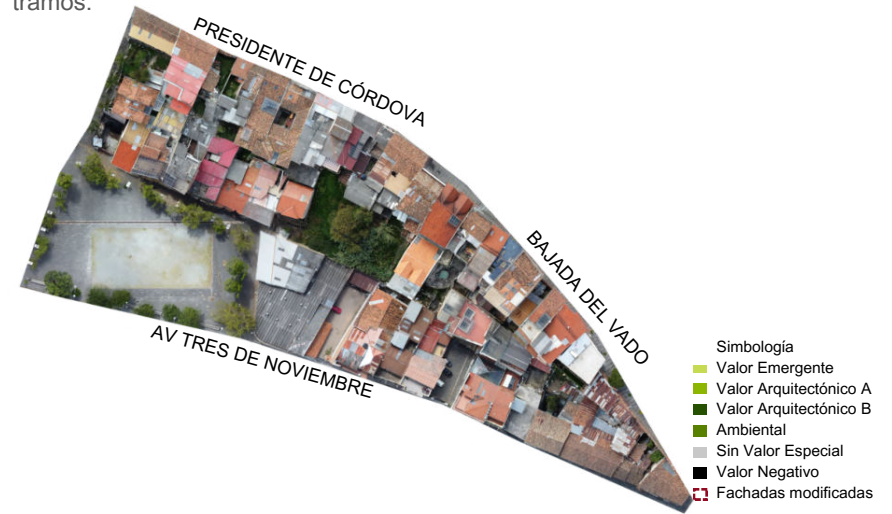 tramos.
PRESIDENTE DE CÓRDOVA
BAJADA DEL VADO
AV TRES DE NOVIEMBRE
Simbología
Valor Emergente
Valor Arquitectónico A
Valor Arquitectónico B
Ambiental
Sin Valor Especial
Valor Negativo
Fachadas modificadas